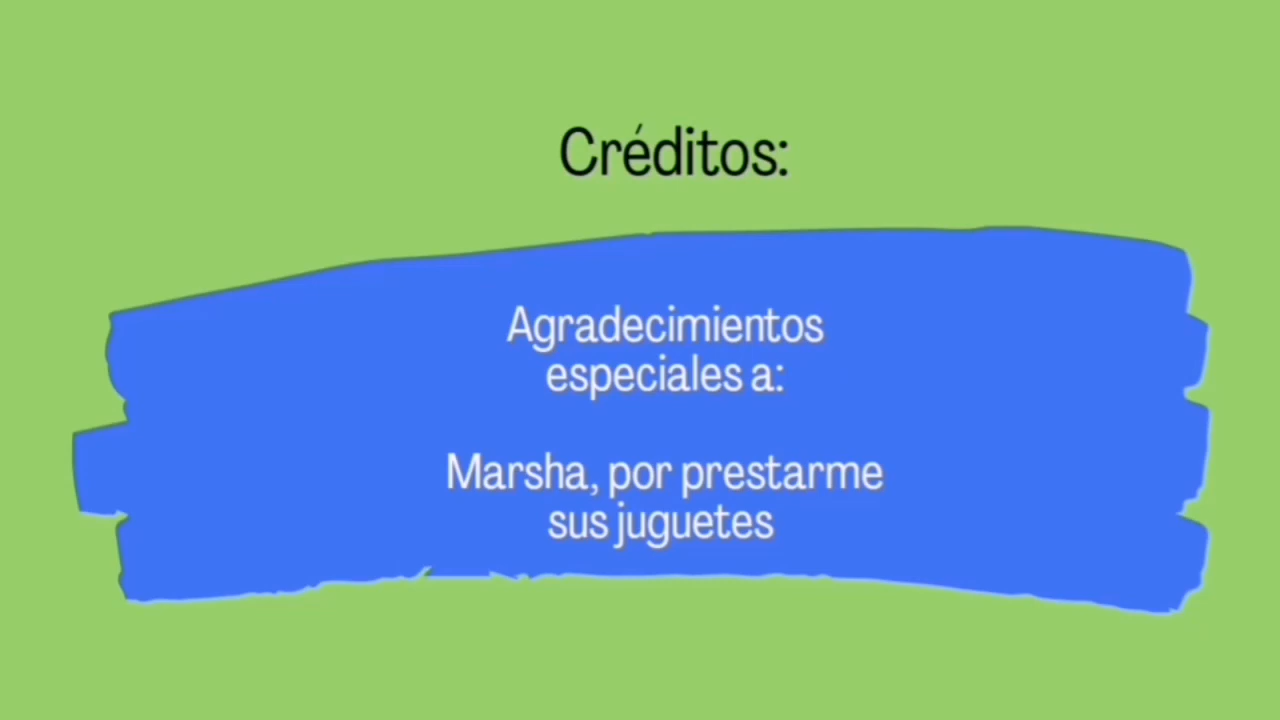 Créditos:
Agradecimientos
especiales a:
Marsha, por prestarme
sus juguetes